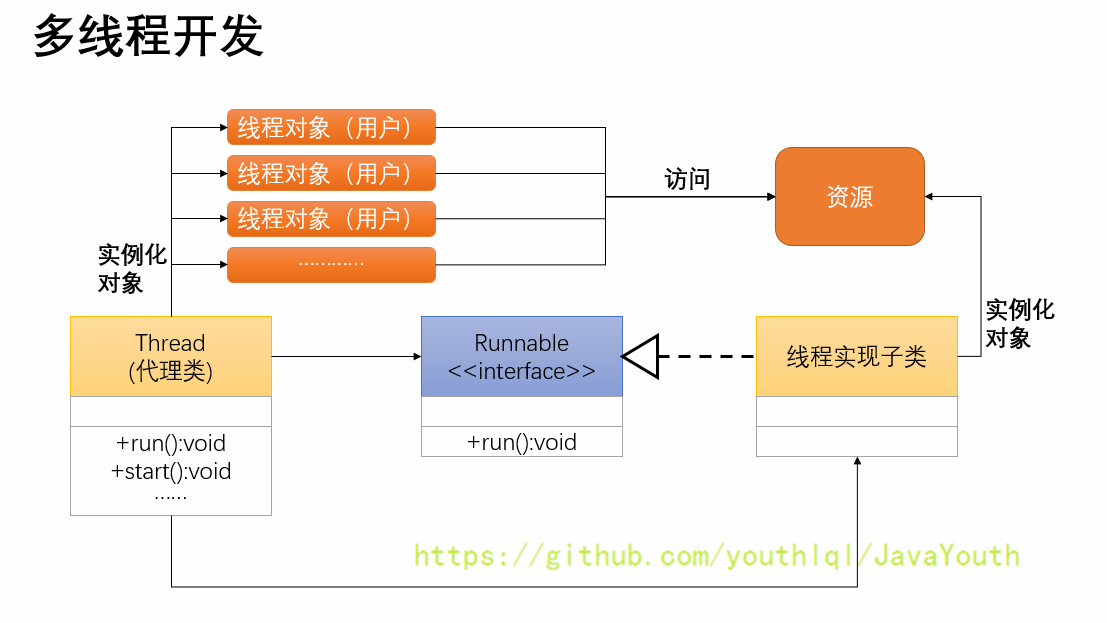 多线程开发
线程对象（用户）
线程对象（用户）
线程对象（用户）
…………
访问
资源
实例化
对象
实例化
对象
Thread
(代理类)
+run():void
+start():void
……
Runnable
<<interface>>
+run():void
线程实现子类
https://github.com/youthlql/JavaYouth